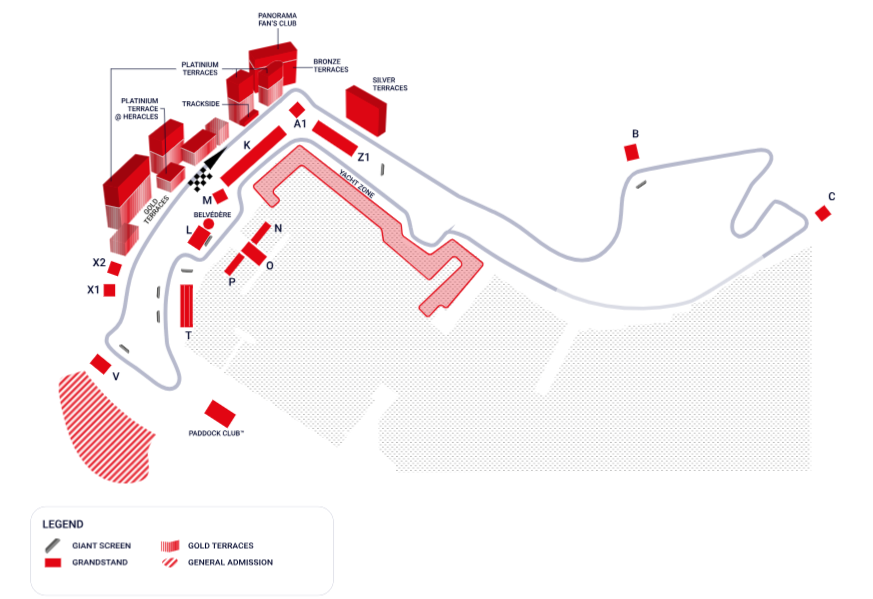 PANORAMA
FAN'S CLUB
PLATINIUM
TERRACES
BRONZE
TERRACES
SILVER
TERRACES
PLATINIUM
TERRACE
@ HERACLES
TRACKSIDE
A1
K
Z1
B
YACHT ZONE
M
GOLD
TERRACES
BELVÉDÈRE
C
L
N
O
X2
P
X1
T
V
PADDOCK CLUB™
LEGEND
GIANT SCREEN
GOLD TERRACES
GRANDSTAND
GENERAL ADMISSION